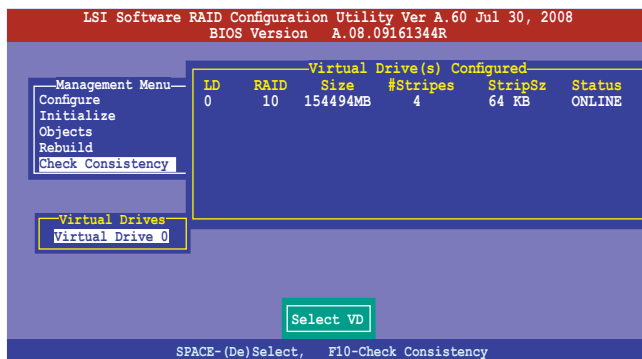 LSI Software RAID Configuration Utility Ver A.60 Jul 30, 2008
BIOS Version A.08.09161344R
Virtual Drive(s) Configured
LD RAID Size #Stripes StripSz Status
0 10 154494MB 4 64 KB ONLINE
Management Menu
Configure
Initialize
Objects
Rebuild
Check Consistency
Virtual Drives
Virtual Drive 0
Select VD
SPACE-(De)Select, F10-Check Consistency